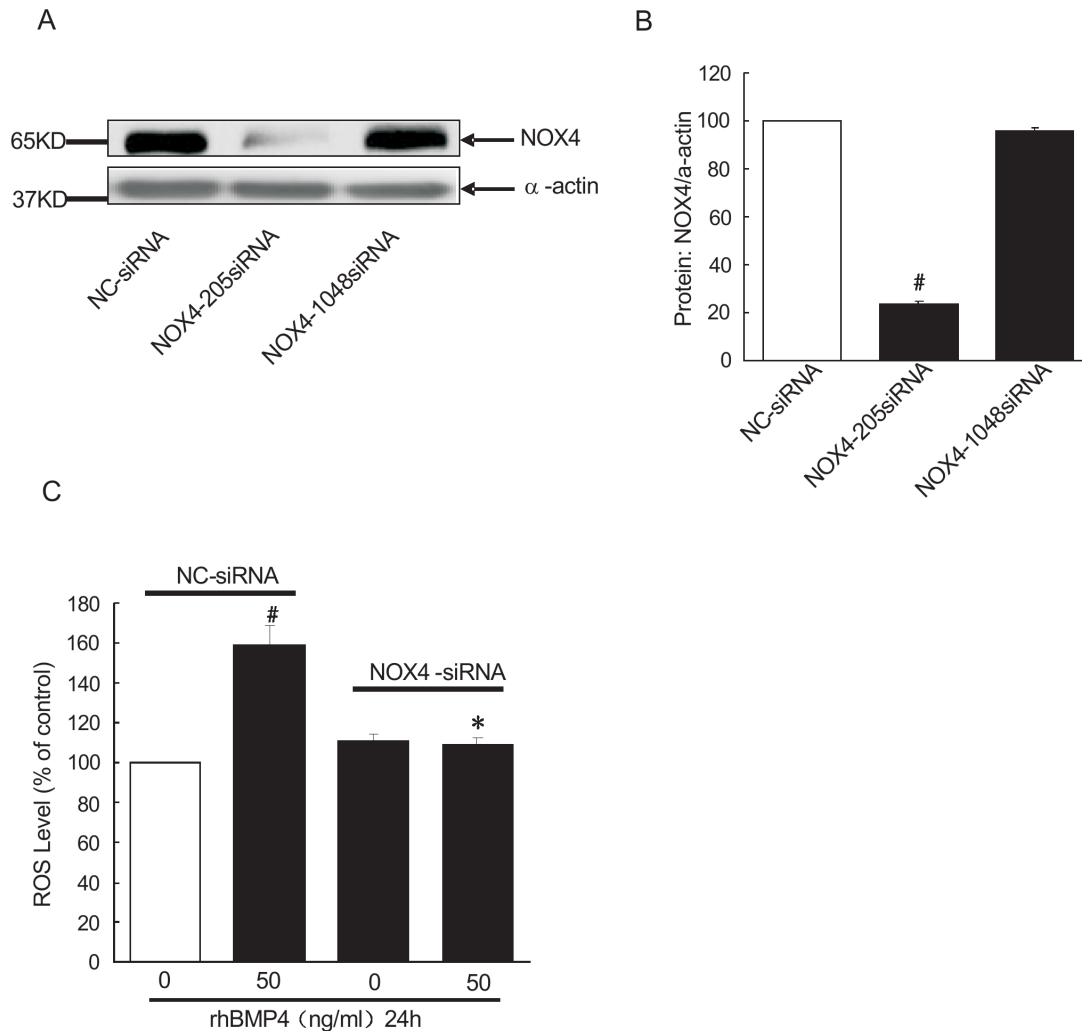 A
65KD
NOX4
37KD
α -actin
NC-siRNA
NOX4-205siRNA
NOX4-1048siRNA
B
Protein: NOX4/a-actin
120
100
80
60
40
20
0
#
NC-siRNA
NOX4-205siRNA
NOX4-1048siRNA
C
NC-siRNA
NOX4 -siRNA
ROS Level (% of control)
180
160
140
120
100
80
60
40
20
0
#
*
0 50 0 50
rhBMP4（ng/ml）24h